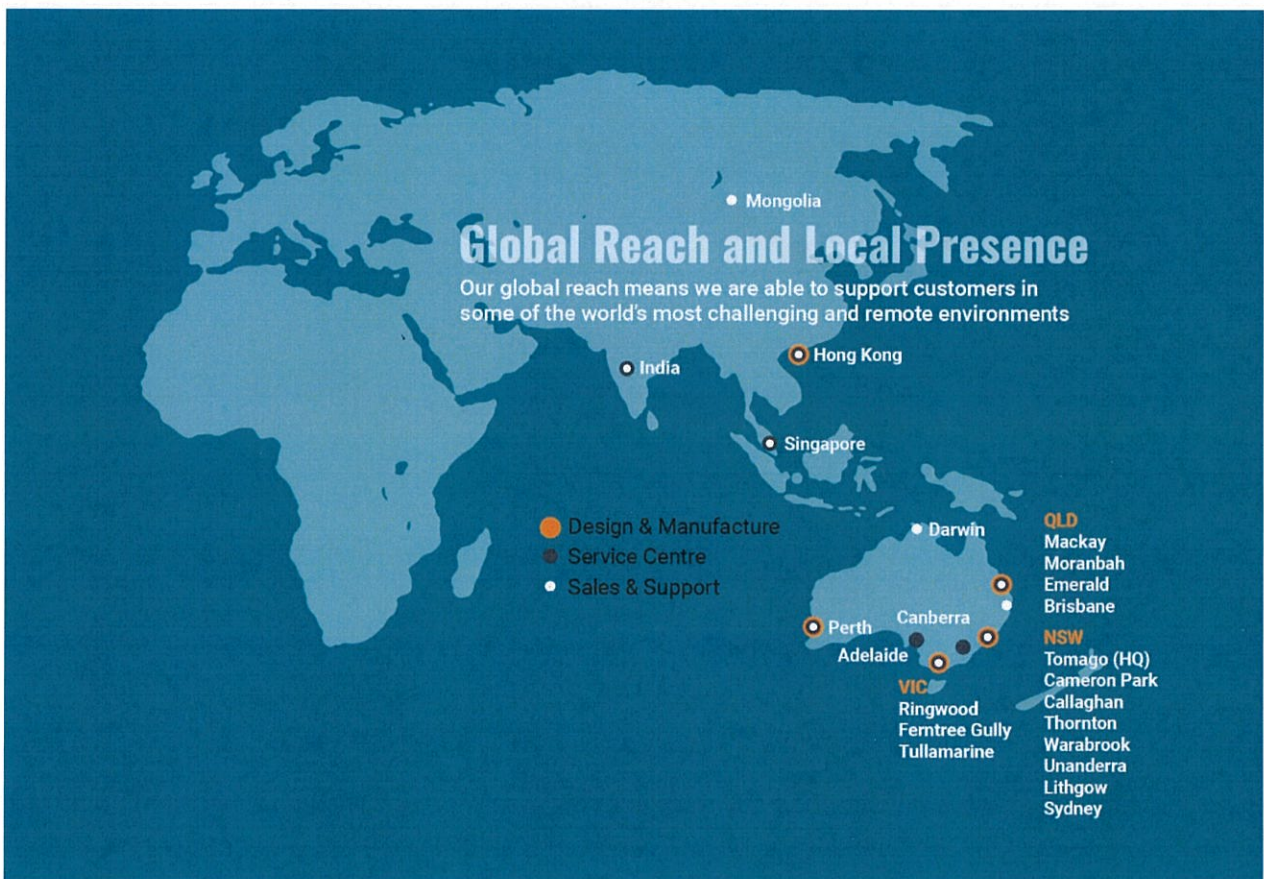 Mongolia
Global Reach and Local Presence
Our global reach means we are able to support customers in
some of the world's most challenging and remote environments
Hong Kong
India
Singapore
Design & Manufacture
Service Centre
Sales & Support
Darwin
Perth
Canberra
Adelaide
QLD
Mackay
Moranbah
Emerald
Brisbane
NSW
Tomago (HQ)
Cameron Park
Callaghan
Thornton
Warabrook
Unanderra
Lithgow
Sydney
VIC
Ringwood
Ferntree Gully
Tullamarine